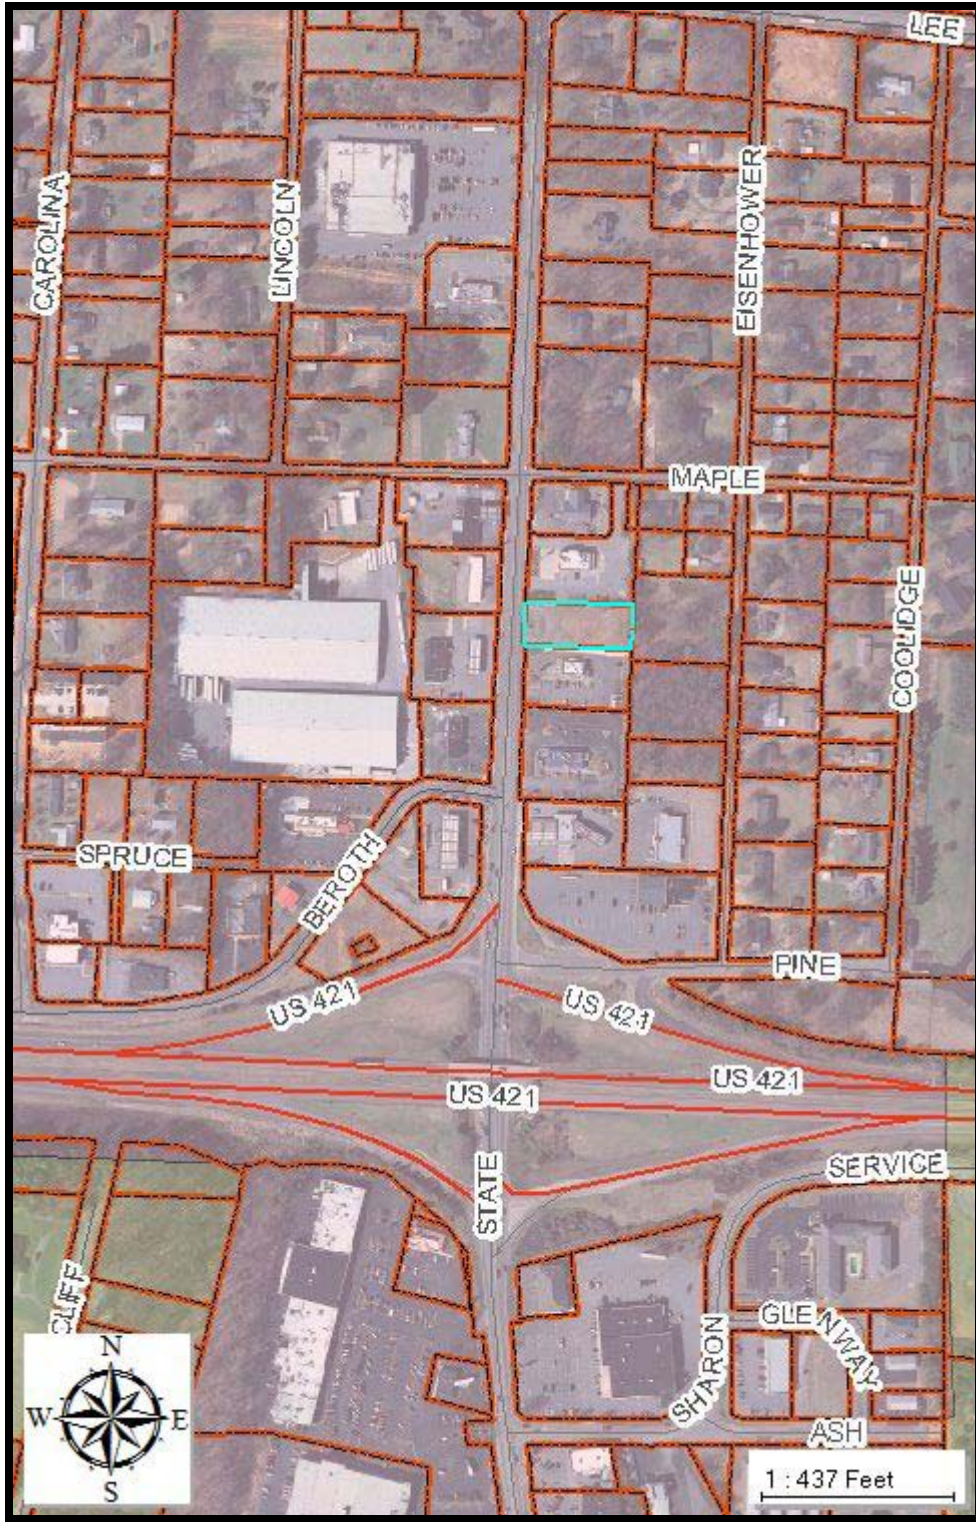 LEE
CAROLINA
LINCOLN
EISENHOWER
MAPLE
COOLIDGE
SPRUCE
BEROTH
PINE
US 421
US 421
US 421
US 421
SERVICE
STATE
CLIFF
GLENWAY
SHARON
ASH
N
W
E
S
1 : 437 Feet